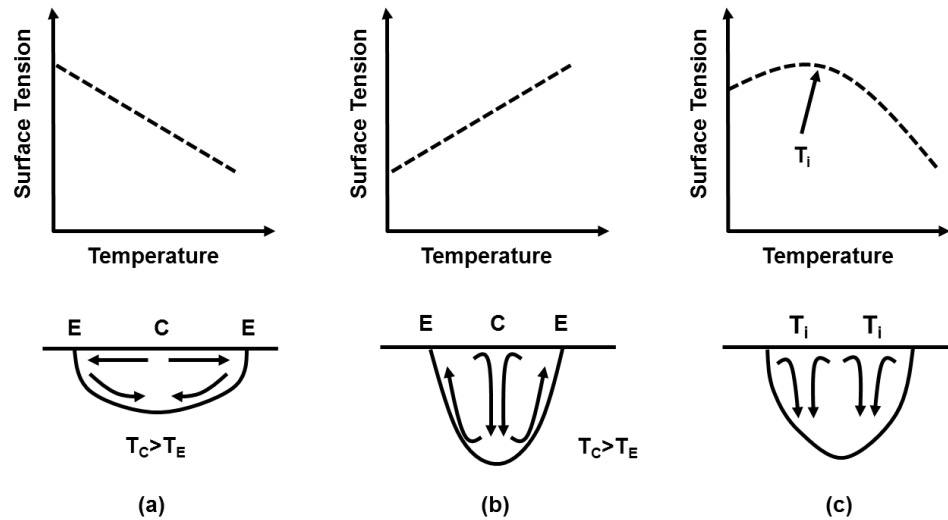 Surface Tension
Temperature
Surface Tension
Temperature
Surface Tension
Ti
Temperature
E C E
TC>TE
(a)
E C E
TC>TE
(b)
Ti Ti
(c)